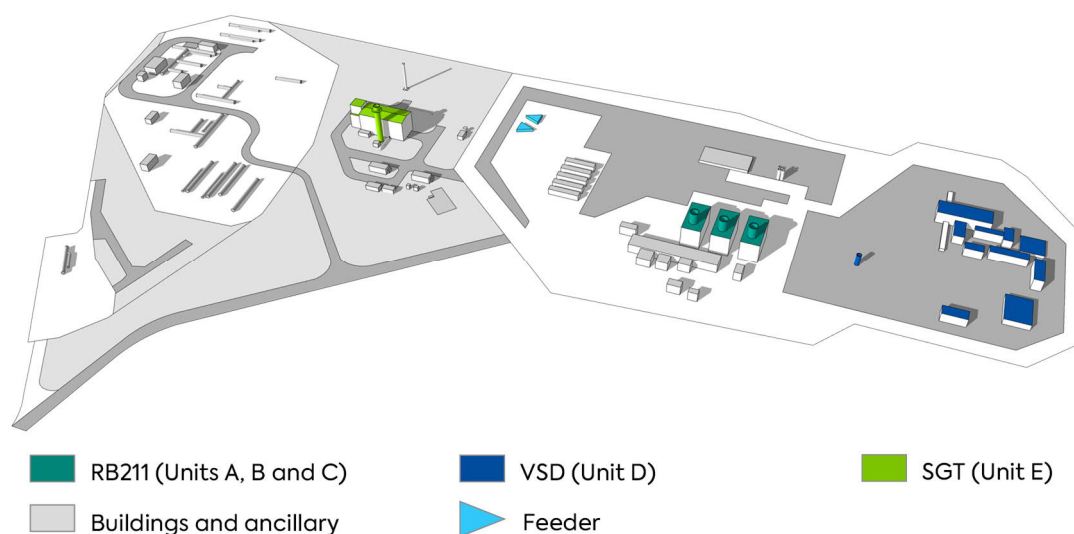 RB211 (Units A, B and C)
VSD (Unit D)
SGT (Unit E)
Buildings and ancillary
Feeder